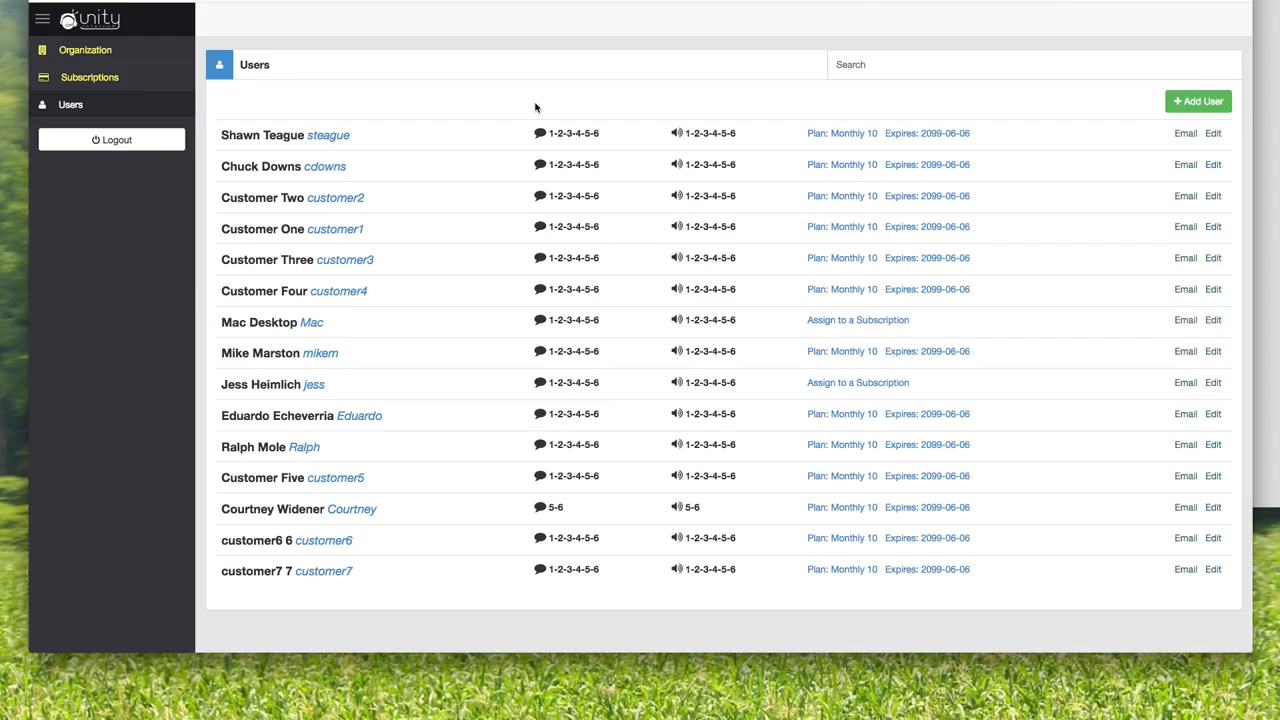 unity
Organization
Subscriptions
Users
Logout
Users
Search
+ Add User
Shawn Teague steague 1-2-3-4-5-6 1-2-3-4-5-6 Plan: Monthly 10 Expires: 2099-06-06 Email Edit
Chuck Downs cdowns 1-2-3-4-5-6 1-2-3-4-5-6 Plan: Monthly 10 Expires: 2099-06-06 Email Edit
Customer Two customer2 1-2-3-4-5-6 1-2-3-4-5-6 Plan: Monthly 10 Expires: 2099-06-06 Email Edit
Customer One customer1 1-2-3-4-5-6 1-2-3-4-5-6 Plan: Monthly 10 Expires: 2099-06-06 Email Edit
Customer Three customer3 1-2-3-4-5-6 1-2-3-4-5-6 Plan: Monthly 10 Expires: 2099-06-06 Email Edit
Customer Four customer4 1-2-3-4-5-6 1-2-3-4-5-6 Plan: Monthly 10 Expires: 2099-06-06 Email Edit
Mac Desktop Mac 1-2-3-4-5-6 1-2-3-4-5-6 Assign to a Subscription Email Edit
Mike Marston mikem 1-2-3-4-5-6 1-2-3-4-5-6 Plan: Monthly 10 Expires: 2099-06-06 Email Edit
Jess Heimlich jess 1-2-3-4-5-6 1-2-3-4-5-6 Assign to a Subscription Email Edit
Eduardo Echeverria Eduardo 1-2-3-4-5-6 1-2-3-4-5-6 Plan: Monthly 10 Expires: 2099-06-06 Email Edit
Ralph Mole Ralph 1-2-3-4-5-6 1-2-3-4-5-6 Plan: Monthly 10 Expires: 2099-06-06 Email Edit
Customer Five customer5 1-2-3-4-5-6 1-2-3-4-5-6 Plan: Monthly 10 Expires: 2099-06-06 Email Edit
Courtney Widener Courtney 5-6 5-6 Plan: Monthly 10 Expires: 2099-06-06 Email Edit
customer6 6 customer6 1-2-3-4-5-6 1-2-3-4-5-6 Plan: Monthly 10 Expires: 2099-06-06 Email Edit
customer7 7 customer7 1-2-3-4-5-6 1-2-3-4-5-6 Plan: Monthly 10 Expires: 2099-06-06 Email Edit